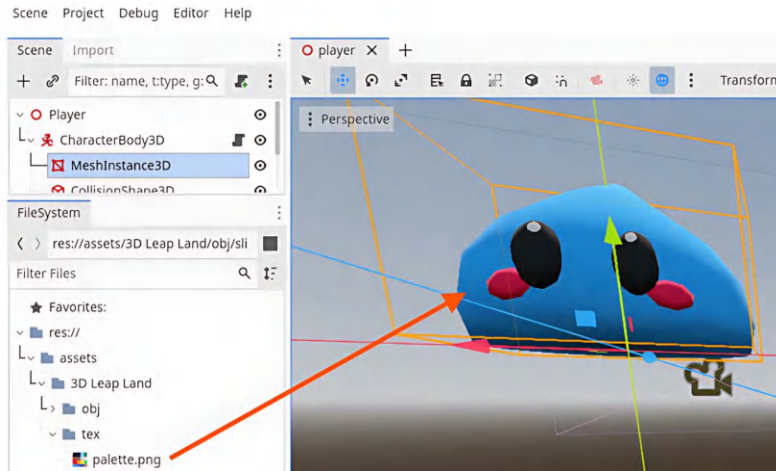 Scene Project Debug Editor Help
Scene Import
Filter: name, t:type, g:
Player
CharacterBody3D
MeshInstance3D
CollisionShape3D
FileSystem
res://assets/3D Leap Land/obj/sli
Filter Files
Favorites:
res://
assets
3D Leap Land
obj
tex
palette.png
player
Transform
Perspective